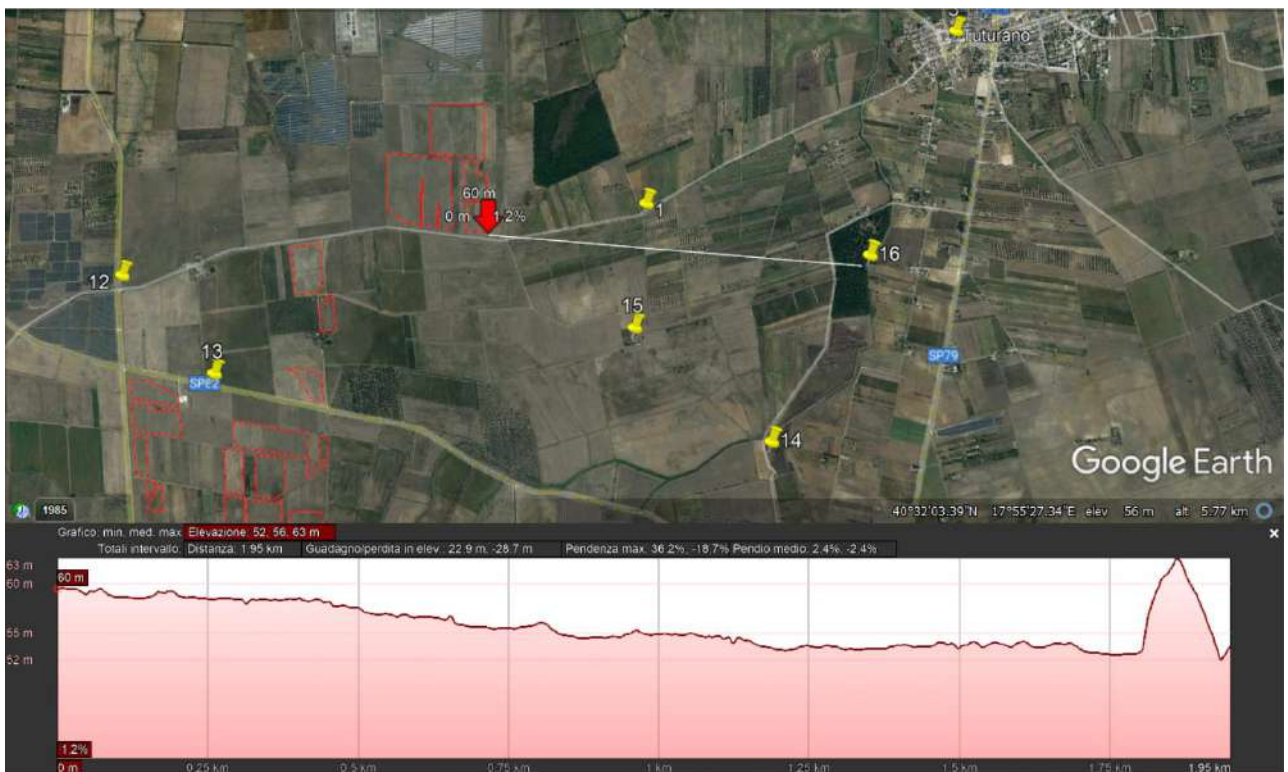 Tuturano
60 m
0 m 1.2%
1
12
16
15
13
SP82
SP79
14
Google Earth
1985
40°32'03.39"N 17°55'27.34"E elev 56 m alt 5.77 km
Grafico: min. med. max. Elevazione: 52, 56, 63 m
Totali intervallo: Distanza: 1.95 km Guadagno/perdita in elev.: 22.9 m, -28.7 m Pendenza max. 36.2%, -18.7% Pendio medio: 2.4%, -2.4%
63 m
60 m
60 m
55 m
52 m
1.2%
0 m 0.25 km 0.5 km 0.75 km 1 km 1.25 km 1.5 km 1.75 km 1.95 km